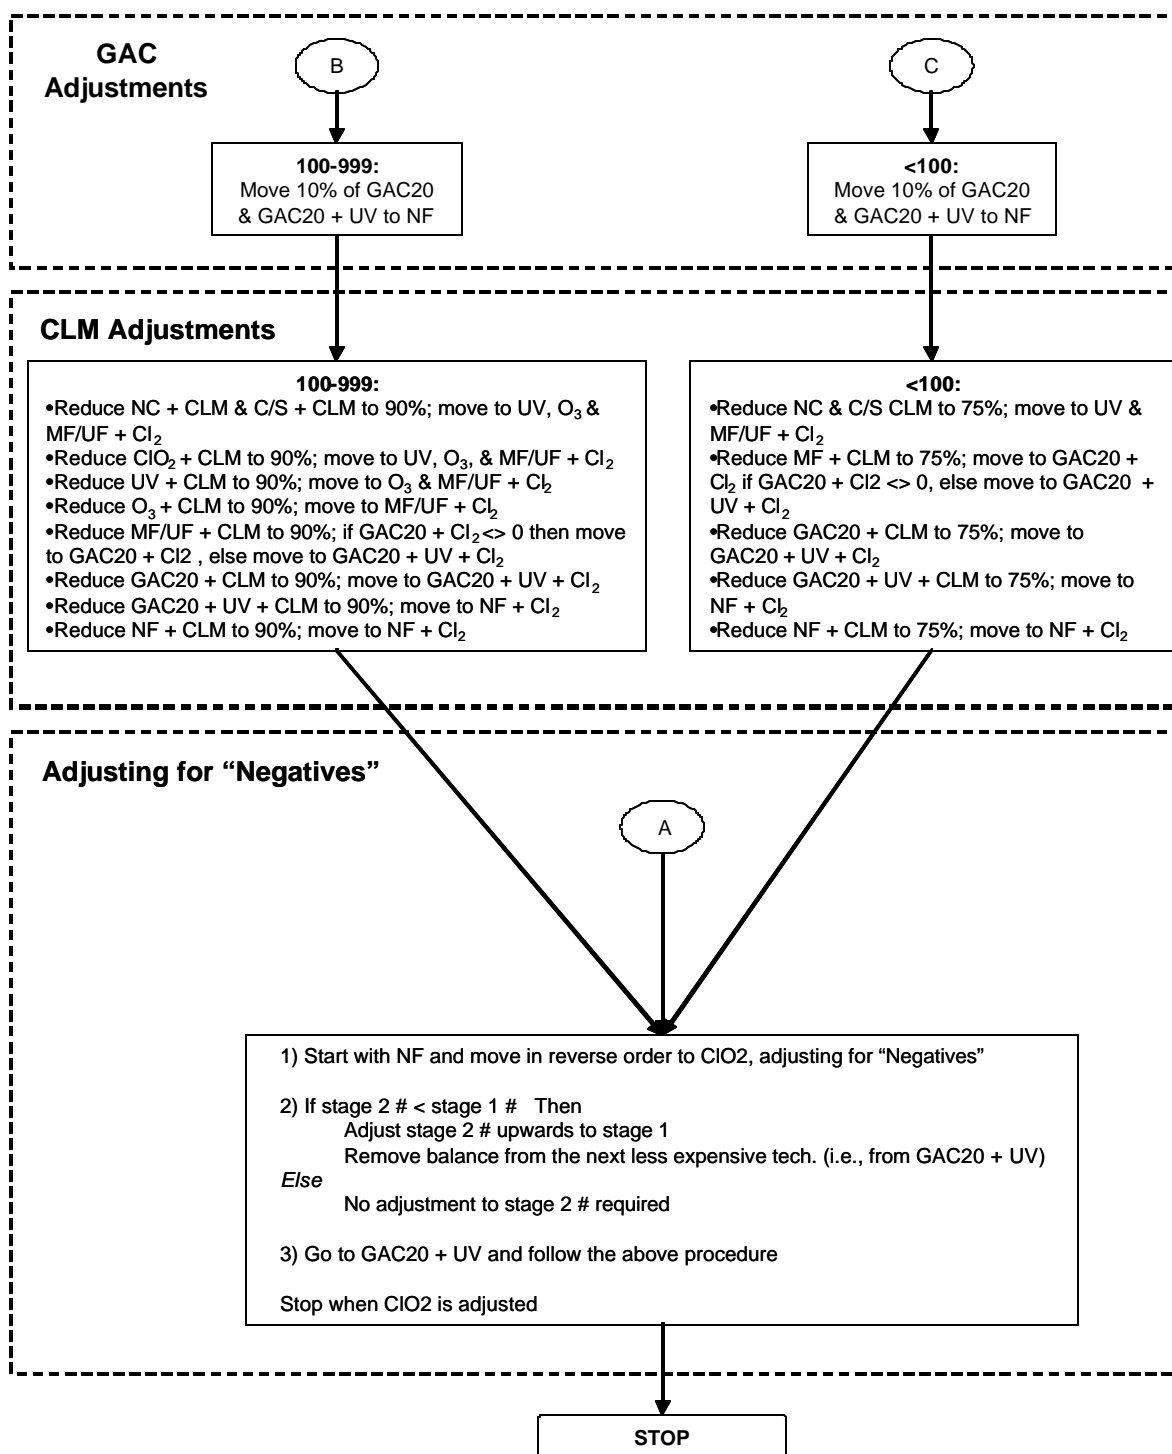 GAC
Adjustments
B
C
100-999:
Move 10% of GAC20
& GAC20 + UV to NF
<100:
Move 10% of GAC20
& GAC20 + UV to NF
CLM Adjustments
100-999:
•Reduce NC + CLM & C/S + CLM to 90%; move to UV, O3 &
MF/UF + Cl2
•Reduce ClO2 + CLM to 90%; move to UV, O3, & MF/UF + Cl2
•Reduce UV + CLM to 90%; move to O3 & MF/UF + Cl2
•Reduce O3 + CLM to 90%; move to MF/UF + Cl2
•Reduce MF/UF + CLM to 90%; if GAC20 + Cl2 <> 0 then move
to GAC20 + Cl2 , else move to GAC20 + UV + Cl2
•Reduce GAC20 + CLM to 90%; move to GAC20 + UV + Cl2
•Reduce GAC20 + UV + CLM to 90%; move to NF + Cl2
•Reduce NF + CLM to 90%; move to NF + Cl2
<100:
•Reduce NC & C/S CLM to 75%; move to UV &
MF/UF + Cl2
•Reduce MF + CLM to 75%; move to GAC20 +
Cl2 if GAC20 + Cl2 <> 0, else move to GAC20 +
UV + Cl2
•Reduce GAC20 + CLM to 75%; move to
GAC20 + UV + Cl2
•Reduce GAC20 + UV + CLM to 75%; move to
NF + Cl2
•Reduce NF + CLM to 75%; move to NF + Cl2
Adjusting for “Negatives”
A
1) Start with NF and move in reverse order to ClO2, adjusting for “Negatives”
2) If stage 2 # < stage 1 # Then
Adjust stage 2 # upwards to stage 1
Remove balance from the next less expensive tech. (i.e., from GAC20 + UV)
Else
No adjustment to stage 2 # required
3) Go to GAC20 + UV and follow the above procedure
Stop when ClO2 is adjusted
STOP